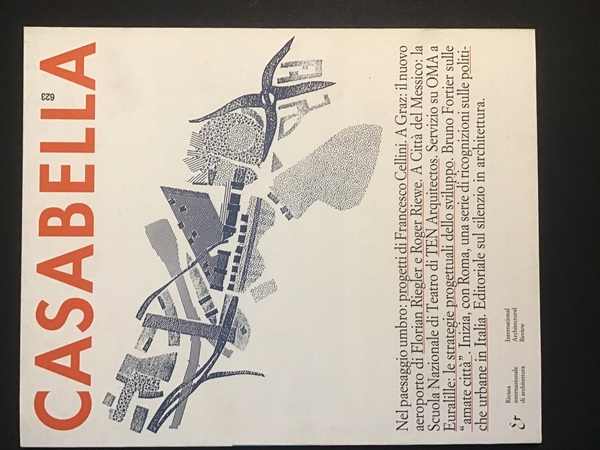 CASABELLA
623
Nel paesaggio umbro: progetti di Francesco Cellini. A Graz: il nuovo
aeroporto di Florian Riegler e Roger Riewe. A Città del Messico: la
Scuola Nazionale di Teatro di TEN Arquitectos. Servizio su OMA a
Euralille: le strategie progettuali dello sviluppo. Bruno Fortier sulle
“amate città”. Inizia, con Roma, una serie di ricognizioni sulle politi-
che urbane in Italia. Editoriale sul silenzio in architettura.
Rivista
internazionale
di architettura
International
Architectural
Review